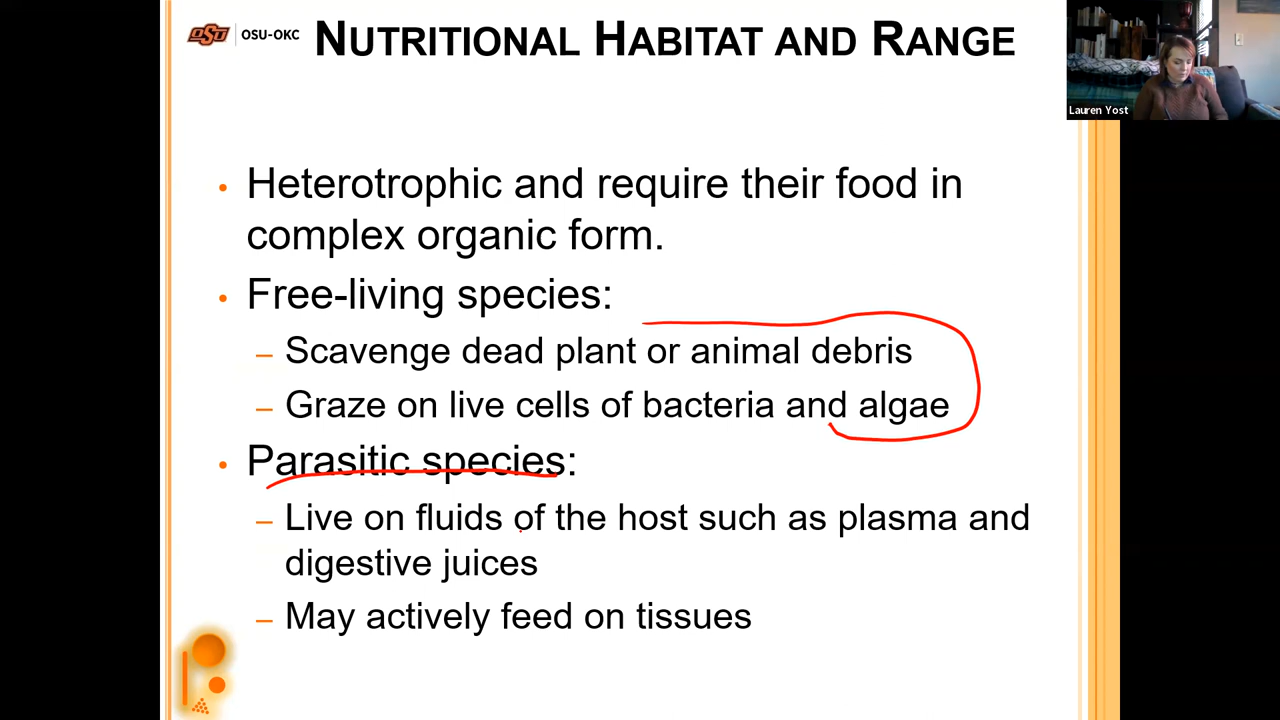 OSU
OSU-OKC
NUTRITIONAL HABITAT AND RANGE
Lauren Yost
• Heterotrophic and require their food in
complex organic form.
• Free-living species:
– Scavenge dead plant or animal debris
– Graze on live cells of bacteria and algae
• Parasitic species:
– Live on fluids of the host such as plasma and
digestive juices
– May actively feed on tissues